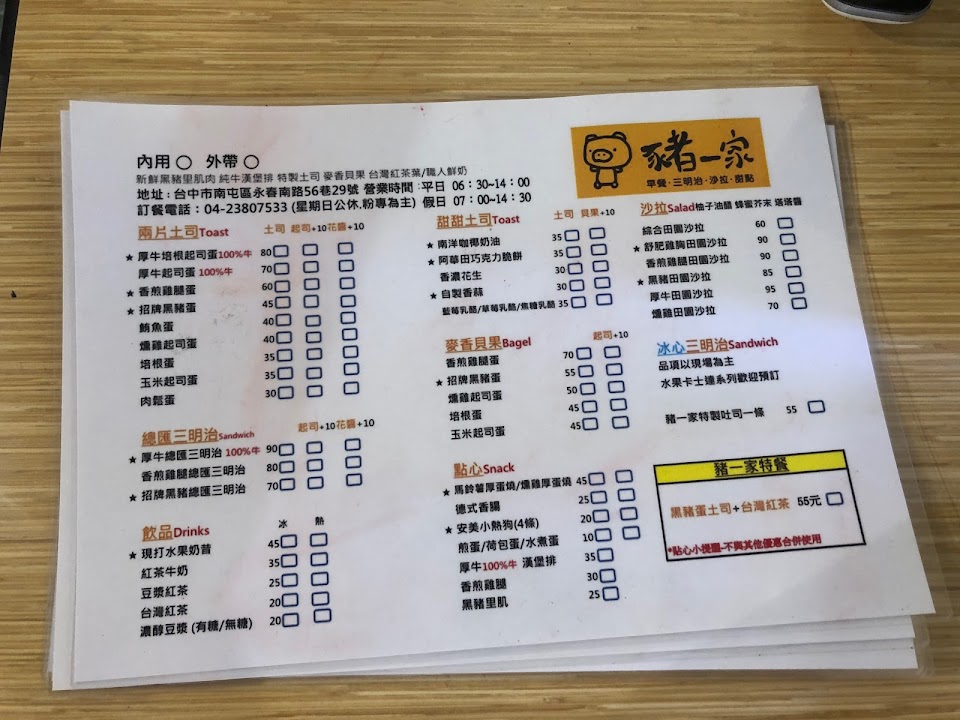 內用○ 外帶○
新鮮黑豬里肌肉 純牛漢堡排 特製土司 麥香貝果 台灣紅茶葉/職人鮮奶
地址:台中市南屯區永春南路56巷29號 營業時間 平日 06:30~14:00
訂餐電話:04-23807533 (星期日公休,粉專為主) 假日 07:00~14:30
豬一家
早餐·三明治·沙拉·甜點
兩片土司Toast 土司 起司+10 花醬+10
★ 厚牛培根起司蛋100%牛 80
厚牛起司蛋 100%牛 70
★ 香煎雞腿蛋 60
★ 招牌黑豬蛋 45
鮪魚蛋 40
燻雞起司蛋 40
培根蛋 35
玉米起司蛋 35
肉鬆蛋 30
總匯三明治Sandwich 起司+10 花醬+10
★ 厚牛總匯三明治 100%牛 90
香煎雞腿總匯三明治 80
★ 招牌黑豬總匯三明治 70
飲品Drinks 冰 熱
★ 現打水果奶昔 45
紅茶牛奶 35
豆漿紅茶 25
台灣紅茶 20
濃醇豆漿 (有糖/無糖) 20
甜甜土司Toast 土司 貝果+10
★ 南洋咖椰奶油 35
★ 阿華田巧克力脆餅 35
香濃花生 30
★ 自製香蒜 30
藍莓乳酪/草莓乳酪/焦糖乳酪 35
麥香貝果Bagel 起司+10
香煎雞腿蛋 70
★ 招牌黑豬蛋 55
燻雞起司蛋 50
培根蛋 45
玉米起司蛋 45
點心Snack
★ 馬鈴薯厚蛋燒/燻雞厚蛋燒 45
德式香腸 25
★ 安美小熱狗(4條) 20
煎蛋/荷包蛋/水煮蛋 10
厚牛100%牛 漢堡排 35
香煎雞腿 30
黑豬里肌 25
沙拉Salad柚子油醋 蜂蜜芥末 塔塔醬
綜合田園沙拉 60
★ 舒肥雞胸田園沙拉 90
香煎雞腿田園沙拉 90
★ 黑豬田園沙拉 85
厚牛田園沙拉 95
燻雞田園沙拉 70
冰心三明治Sandwich
品項以現場為主
水果卡士達系列歡迎預訂
豬一家特製吐司一條 55
豬一家特餐
黑豬蛋土司+台灣紅茶 55元
*貼心小提醒-不與其他優惠合併使用